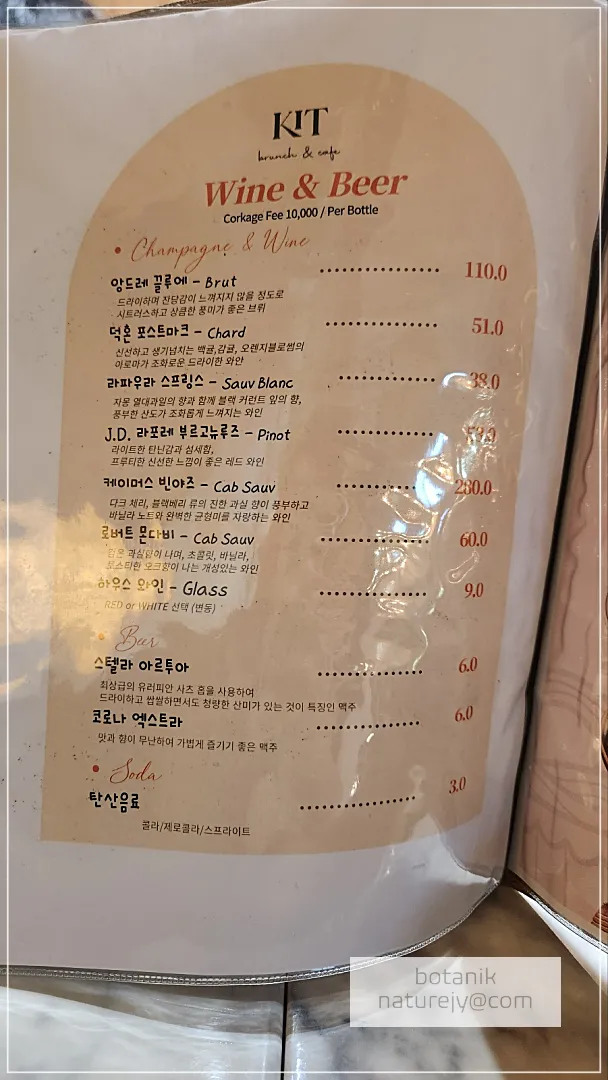 KIT
brunch & cafe
Wine & Beer
Corkage Fee 10,000 / Per Bottle
• Champagne & Wine
앙드레 끌루에 - Brut 110.0
드라이하며 잔당감이 느껴지지 않을 정도로
시트러스하고 상큼한 풍미가 좋은 브뤼
덕혼 포스트마크 - Chard 51.0
신선하고 생기넘치는 백귤,감귤, 오렌지블로썸의
아로마가 조화로운 드라이한 와안
라파우라 스프링스 - Sauv Blanc 38.0
자몽 열대과일의 향과 함께 블랙 커런트 잎의 향,
풍부한 산도가 조화롭게 느껴지는 와인
J.D. 라포레 부르고뉴루즈 - Pinot
라이트한 탄닌감과 섬세함,
프루티한 신선한 느낌이 좋은 레드 와인
케이머스 빈야즈 - Cab Sauv 280.0
다크 체리, 블랙베리 류의 진한 과실 향이 풍부하고
바닐라 노트와 완벽한 균형미를 자랑하는 와인
로버트 몬다비 - Cab Sauv 60.0
검은 과실향이 나며, 초콜릿, 바닐라,
토스타한 오크향이 나는 개성있는 와인
하우스 와인 - Glass 9.0
RED or WHITE 선택 (변동)
• Beer
스텔라 아르투아 6.0
최상급의 유러피안 사츠 홉을 사용하여
드라이하고 쌉쌀하면서도 청량한 산미가 있는 것이 특징인 맥주
코로나 엑스트라 6.0
맛과 향이 무난하여 가볍게 즐기기 좋은 맥주
• Soda
탄산음료 3.0
콜라/제로콜라/스프라이트
botanik
naturejy@com